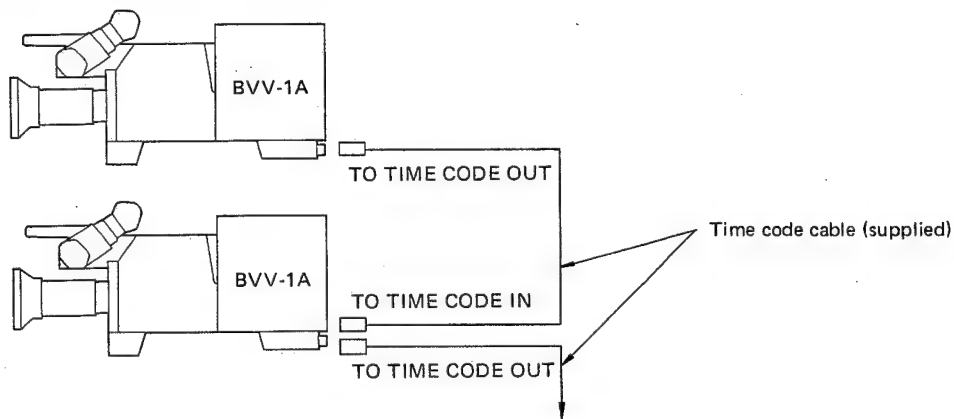 BVV-1A
TO TIME CODE OUT
Time code cable (supplied)
BVV-1A
TO TIME CODE IN
TO TIME CODE OUT